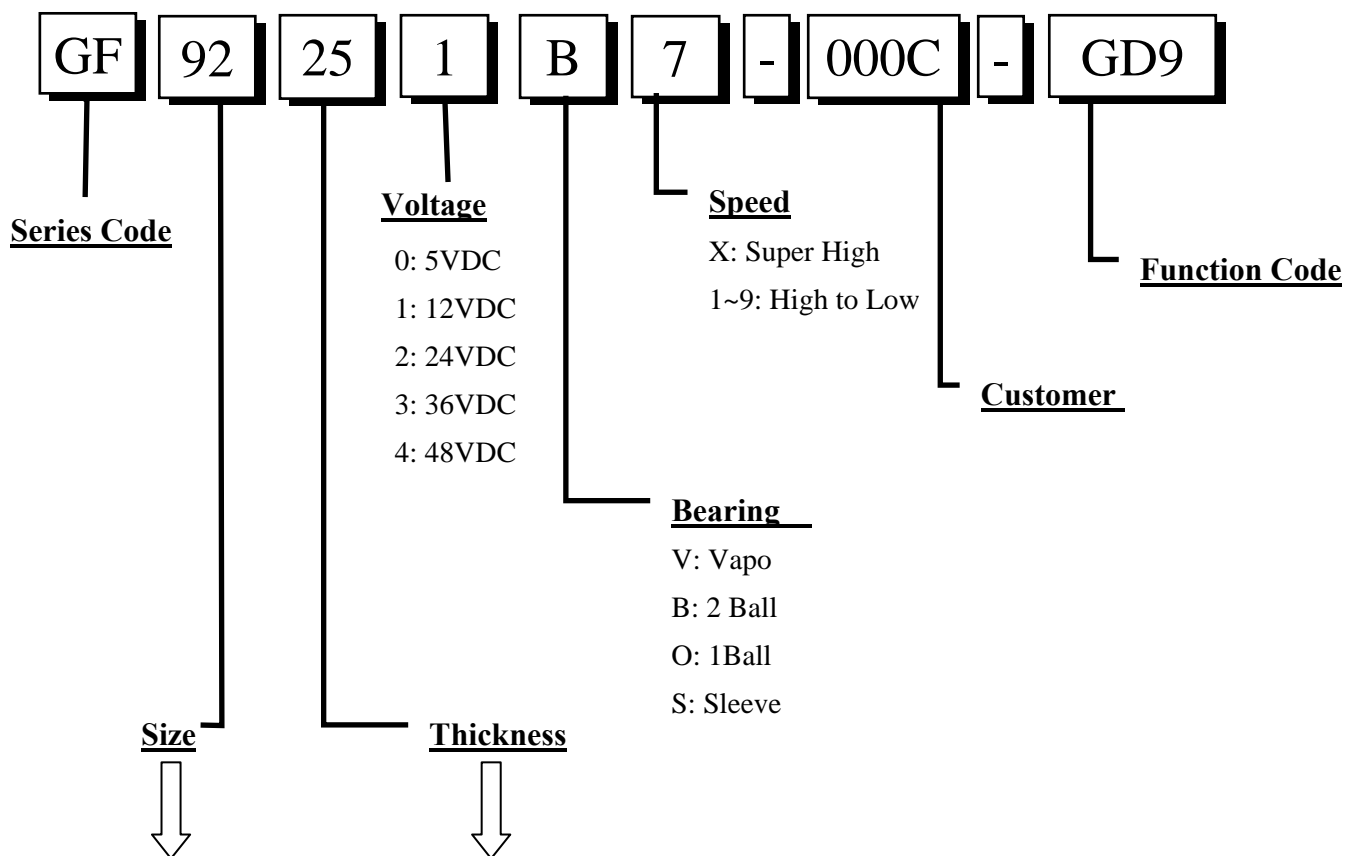 GF 92 25 1 B 7 - 000C - GD9
Series Code
Voltage
0: 5VDC
1: 12VDC
2: 24VDC
3: 36VDC
4: 48VDC
Speed
X: Super High
1~9: High to Low
Function Code
Customer
Bearing
V: Vapo
B: 2 Ball
O: 1Ball
S: Sleeve
Size
Thickness